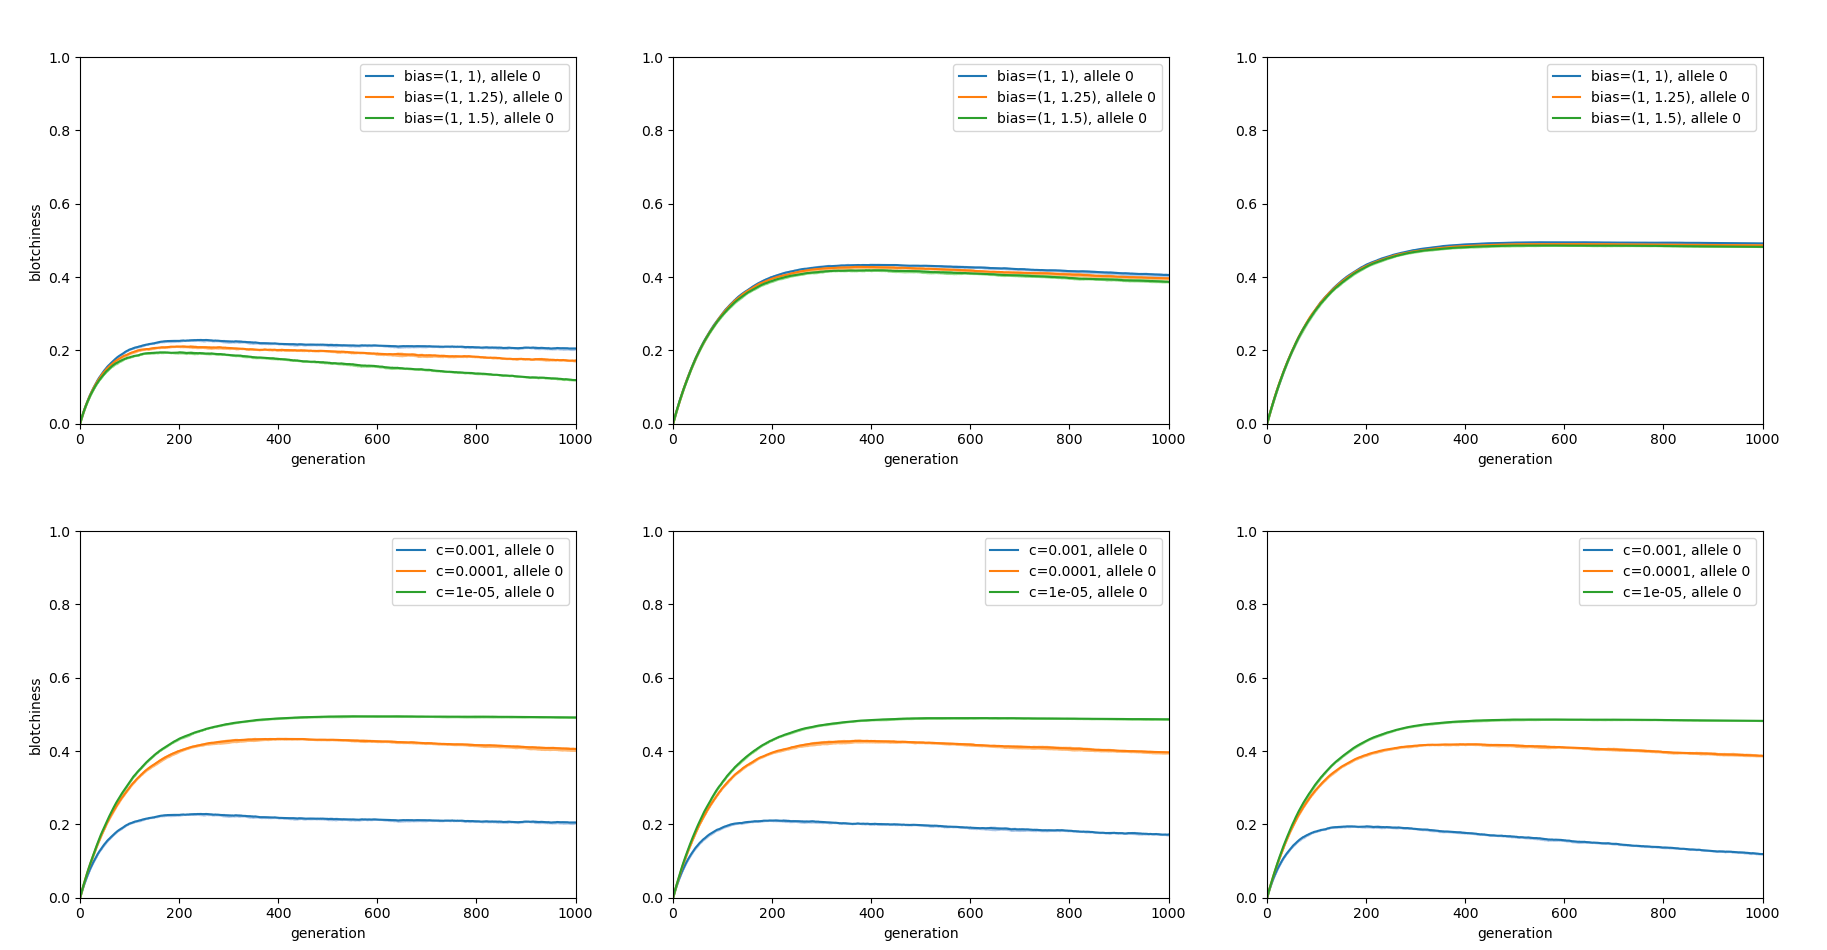 1.0
0.8
0.6
0.4
0.2
0.0
blotchiness
0 200 400 600 800 1000
generation
bias=(1, 1), allele 0
bias=(1, 1.25), allele 0
bias=(1, 1.5), allele 0
1.0
0.8
0.6
0.4
0.2
0.0
0 200 400 600 800 1000
generation
bias=(1, 1), allele 0
bias=(1, 1.25), allele 0
bias=(1, 1.5), allele 0
1.0
0.8
0.6
0.4
0.2
0.0
0 200 400 600 800 1000
generation
bias=(1, 1), allele 0
bias=(1, 1.25), allele 0
bias=(1, 1.5), allele 0
1.0
0.8
0.6
0.4
0.2
0.0
blotchiness
0 200 400 600 800 1000
generation
c=0.001, allele 0
c=0.0001, allele 0
c=1e-05, allele 0
1.0
0.8
0.6
0.4
0.2
0.0
0 200 400 600 800 1000
generation
c=0.001, allele 0
c=0.0001, allele 0
c=1e-05, allele 0
1.0
0.8
0.6
0.4
0.2
0.0
0 200 400 600 800 1000
generation
c=0.001, allele 0
c=0.0001, allele 0
c=1e-05, allele 0